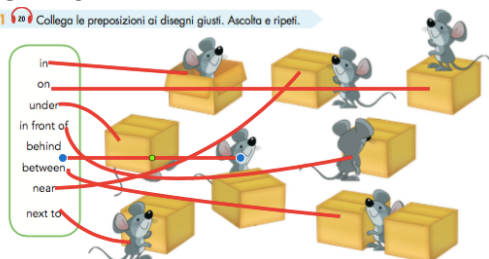 1 20 Collega le preposizioni ai disegni giusti. Ascolta e ripeti.
in
on
under
in front of
behind
between
near
next to